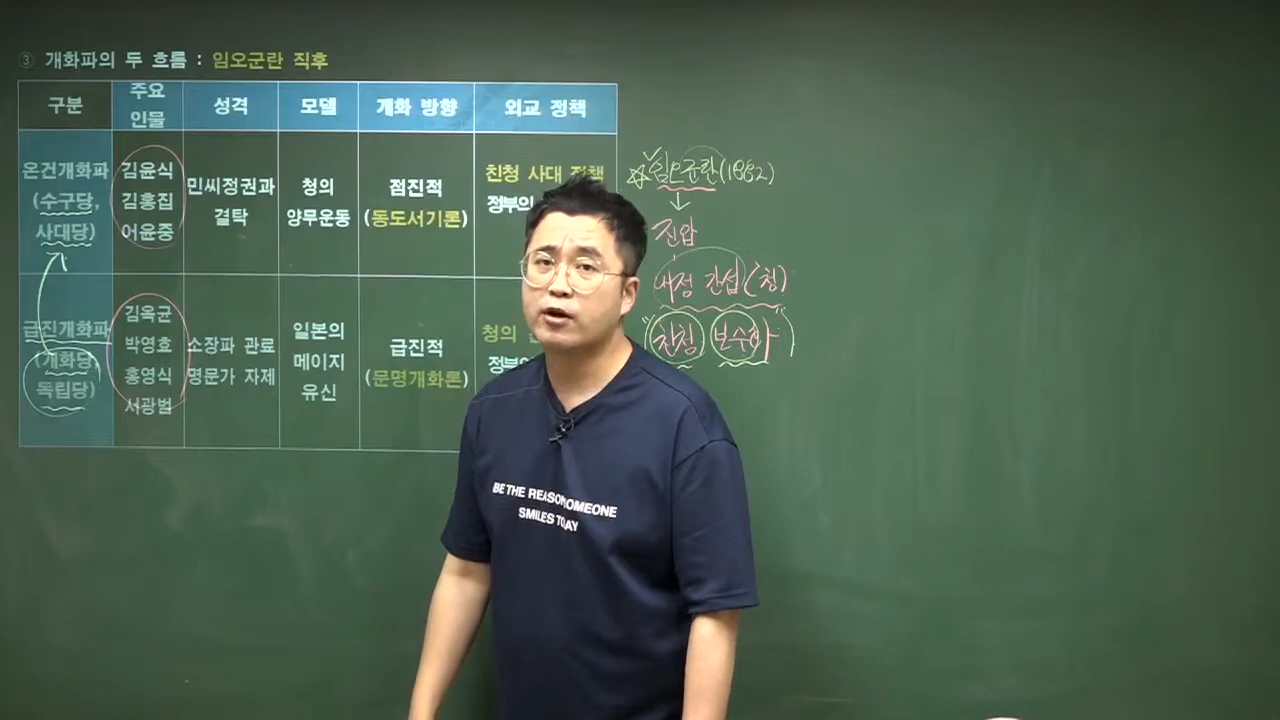 ③ 개화파의 두 흐름 : 임오군란 직후
구분
주요
인물
성격
모델
개화 방향
외교 정책
온건개화파
(수구당,
사대당)
김윤식
김홍집
어윤중
민씨정권과
결탁
청의
양무운동
점진적
(동도서기론)
친청 사대 정책
정부의
급진개화파
(개화당,
독립당)
김옥균
박영효
홍영식
서광범
소장파 관료
명문가 자제
일본의
메이지
유신
급진적
(문명개화론)
청의
정부의
임오군란(1882)
↓
진압
내정 간섭(청)
"친청 보수화"
BE THE REASON OMEONE
SMILES TODAY